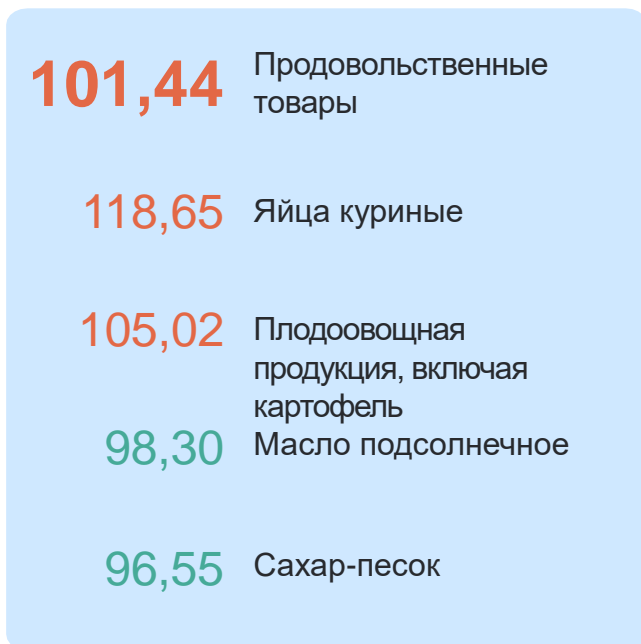 101,44 Продовольственные
товары
118,65 Яйца куриные
105,02 Плодоовощная
продукция, включая
картофель
98,30 Масло подсолнечное
96,55 Сахар-песок